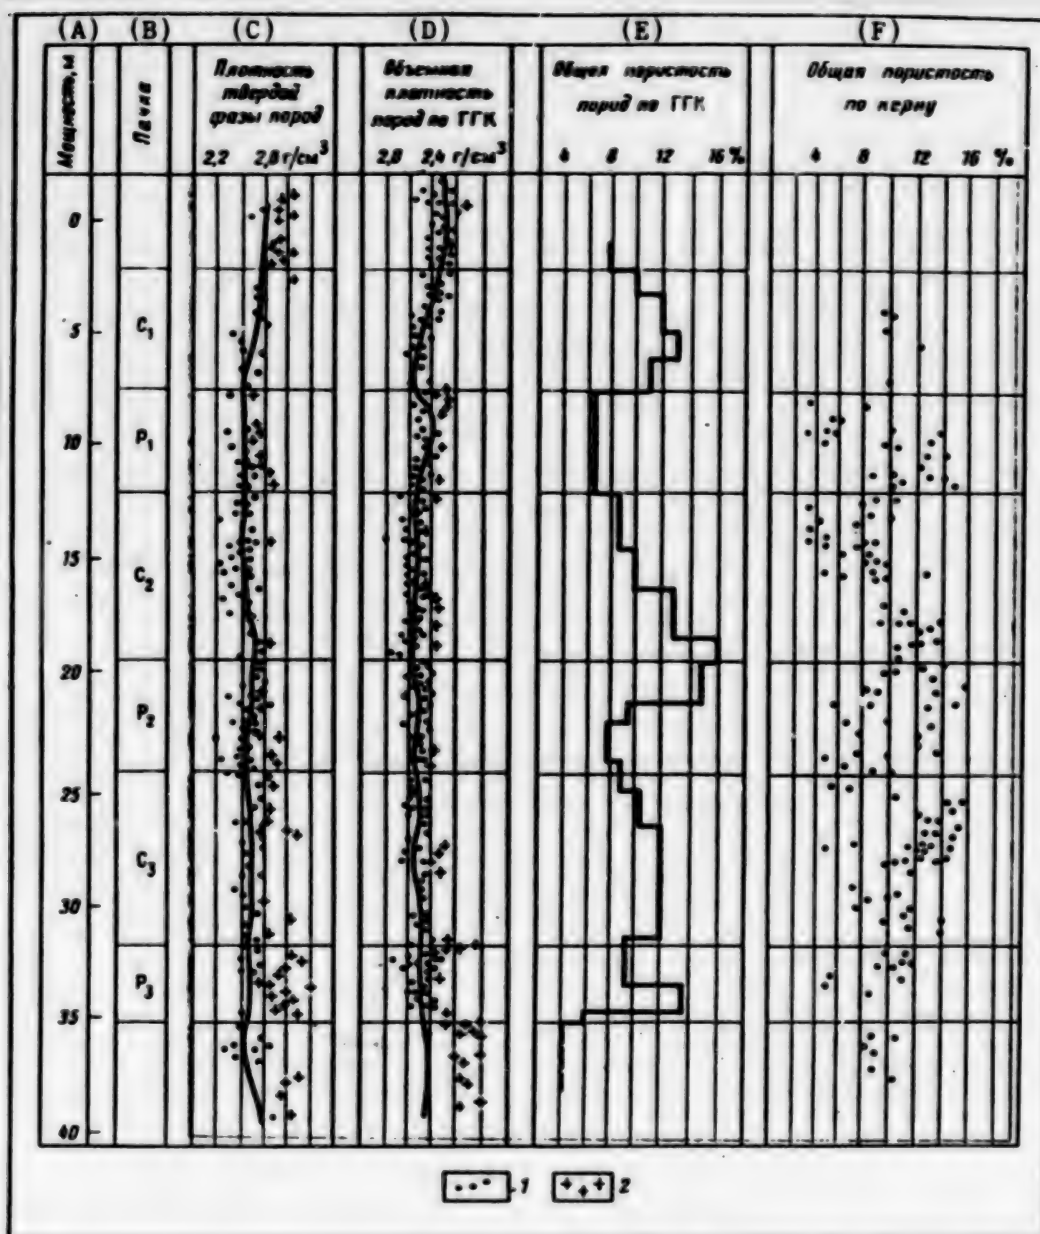 (A) (B) (C) (D) (E) (F)
Мощность, м
Пачка
Плотность
твердой
фазы пород
2,2 2,8 г/см³
Объемная
плотность
пород по ГГК
2,0 2,4 г/см³
Общая пористость
пород по ГГК
4 8 12 16 %
Общая пористость
по керну
4 8 12 16 %
0
C₁
5
P₁
10
C₂
15
20
P₂
25
C₃
30
P₃
35
40
1 2